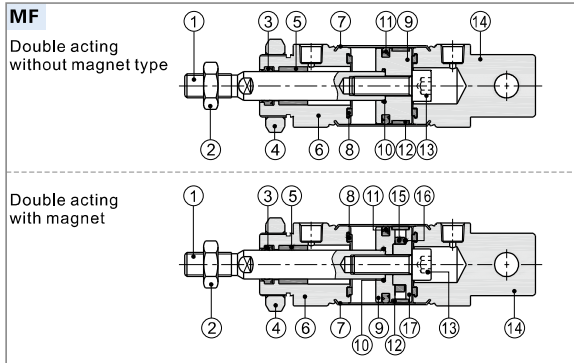 MF
Double acting
without magnet type
1 3 5 7 11 9 14
2 4 6 8 10 12 13
Double acting
with magnet
1 3 5 8 11 15 16
2 4 6 7 10 9 12 17 13 14